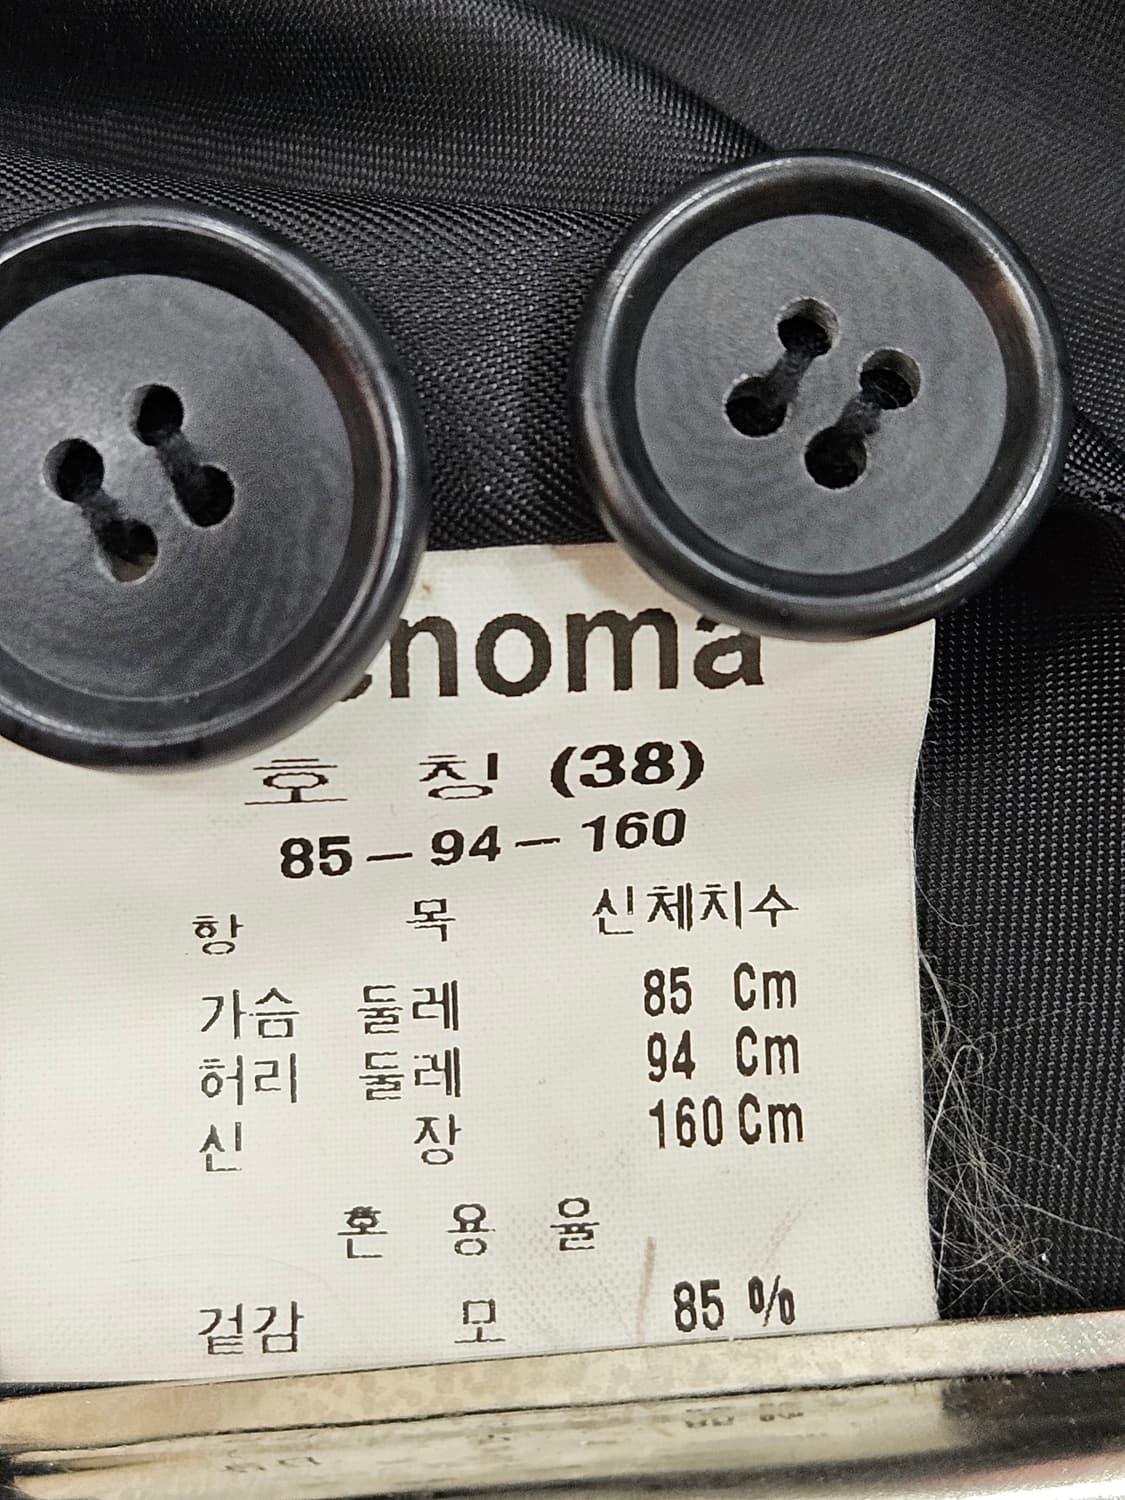 noma
호 칭 (38)
85-94-160
항 목 신체치수
가슴 둘레 85 Cm
허리 둘레 94 Cm
신 장 160 Cm
혼 용 율
겉감 모 85 %